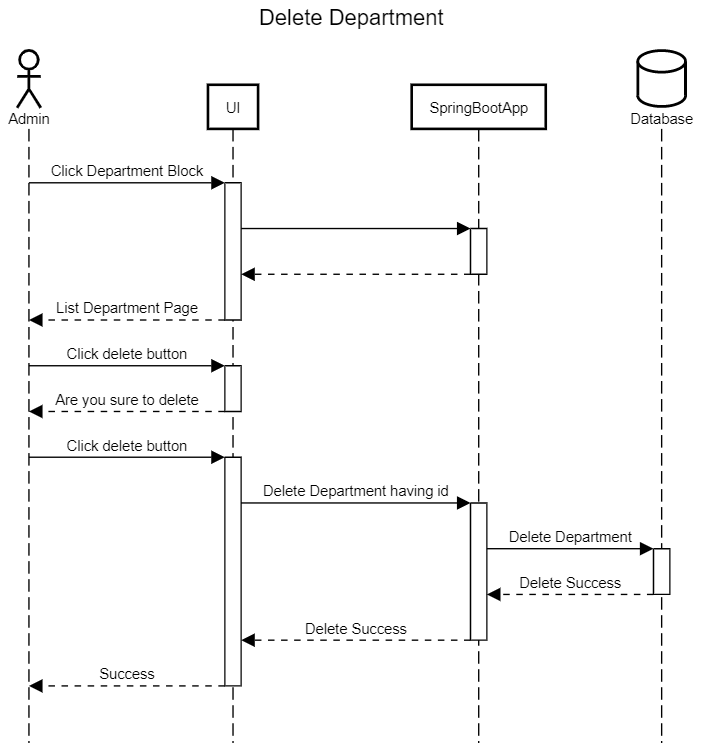 Delete Department
Admin
UI
SpringBootApp
Database
Click Department Block
List Department Page
Click delete button
Are you sure to delete
Click delete button
Delete Department having id
Delete Department
Delete Success
Delete Success
Success